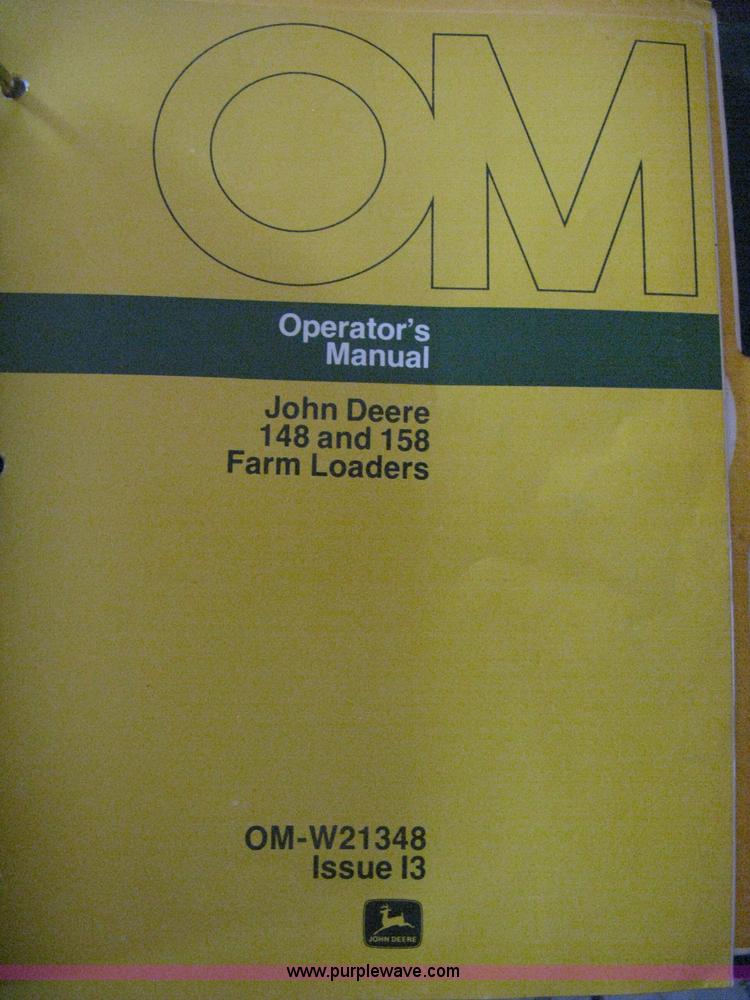 OM
Operator's
Manual
John Deere
148 and 158
Farm Loaders
OM-W21348
Issue I3
JOHN DEERE
www.purplewave.com